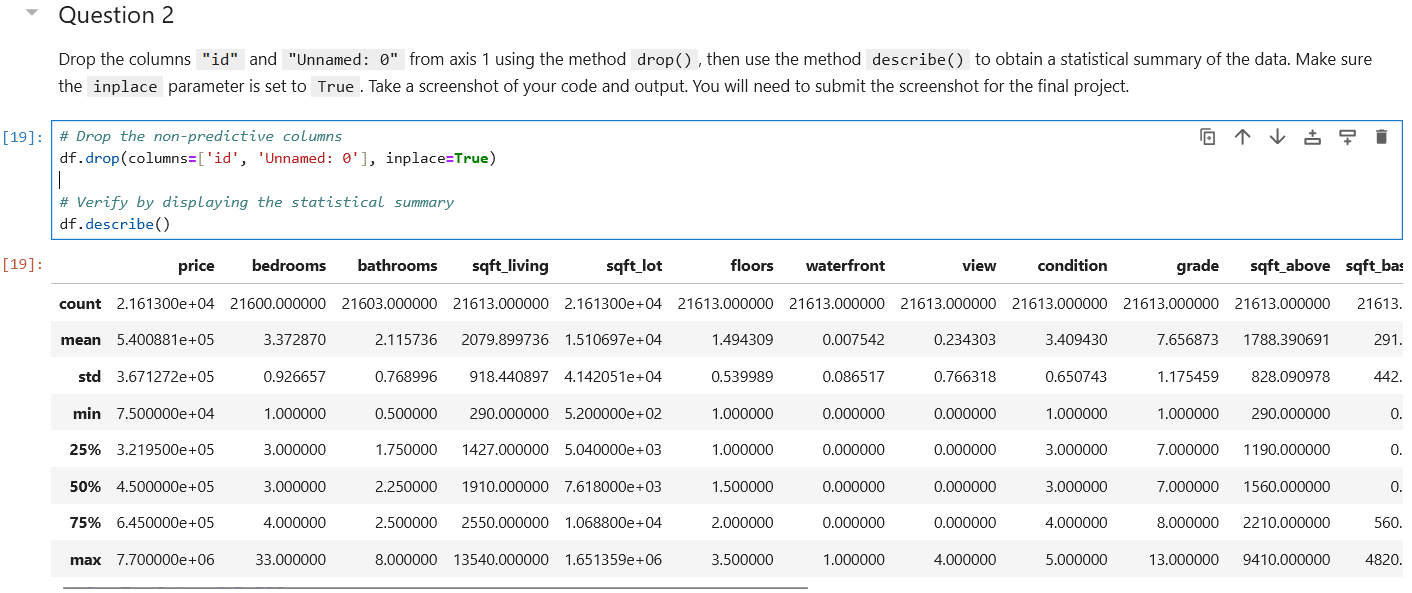 Question 2
Drop the columns "id" and "Unnamed: 0" from axis 1 using the method drop(), then use the method describe() to obtain a statistical summary of the data. Make sure
the inplace parameter is set to True. Take a screenshot of your code and output. You will need to submit the screenshot for the final project.
[19]: # Drop the non-predictive columns
df.drop(columns=['id', 'Unnamed: 0'], inplace=True)
# Verify by displaying the statistical summary
df.describe()
[19]: price bedrooms bathrooms sqft_living sqft_lot floors waterfront view condition grade sqft_above sqft_bas
count 2.161300e+04 21600.000000 21603.000000 21613.000000 2.161300e+04 21613.000000 21613.000000 21613.000000 21613.000000 21613.000000 21613.000000 21613.
mean 5.400881e+05 3.372870 2.115736 2079.899736 1.510697e+04 1.494309 0.007542 0.234303 3.409430 7.656873 1788.390691 291.
std 3.671272e+05 0.926657 0.768996 918.440897 4.142051e+04 0.539989 0.086517 0.766318 0.650743 1.175459 828.090978 442.
min 7.500000e+04 1.000000 0.500000 290.000000 5.200000e+02 1.000000 0.000000 0.000000 1.000000 1.000000 290.000000 0.
25% 3.219500e+05 3.000000 1.750000 1427.000000 5.040000e+03 1.000000 0.000000 0.000000 3.000000 7.000000 1190.000000 0.
50% 4.500000e+05 3.000000 2.250000 1910.000000 7.618000e+03 1.500000 0.000000 0.000000 3.000000 7.000000 1560.000000 0.
75% 6.450000e+05 4.000000 2.500000 2550.000000 1.068800e+04 2.000000 0.000000 0.000000 4.000000 8.000000 2210.000000 560.
max 7.700000e+06 33.000000 8.000000 13540.000000 1.651359e+06 3.500000 1.000000 4.000000 5.000000 13.000000 9410.000000 4820.